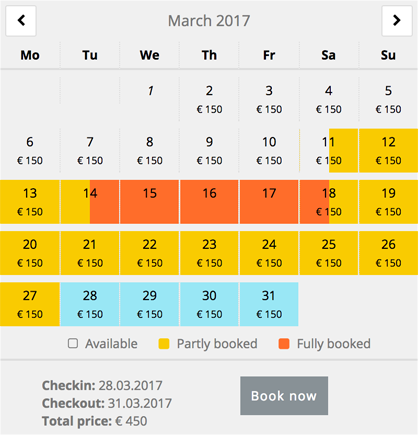 March 2017
Mo Tu We Th Fr Sa Su
1 2 3 4 5
€ 150 € 150 € 150 € 150
6 7 8 9 10 11 12
€ 150 € 150 € 150 € 150 € 150 € 150 € 150
13 14 15 16 17 18 19
€ 150 € 150 € 150
20 21 22 23 24 25 26
€ 150 € 150 € 150 € 150 € 150 € 150 € 150
27 28 29 30 31
€ 150 € 150 € 150 € 150 € 150
Available Partly booked Fully booked
Checkin: 28.03.2017
Checkout: 31.03.2017
Book now
Total price: € 450